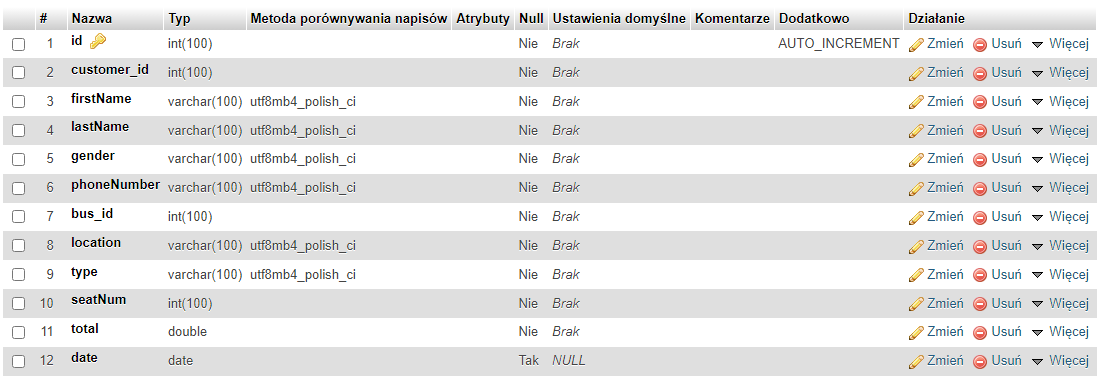 # Nazwa Typ Metoda porównywania napisów Atrybuty Null Ustawienia domyślne Komentarze Dodatkowo Działanie
1 id int(100) Nie Brak AUTO_INCREMENT Zmień Usuń Więcej
2 customer_id int(100) Nie Brak Zmień Usuń Więcej
3 firstName varchar(100) utf8mb4_polish_ci Nie Brak Zmień Usuń Więcej
4 lastName varchar(100) utf8mb4_polish_ci Nie Brak Zmień Usuń Więcej
5 gender varchar(100) utf8mb4_polish_ci Nie Brak Zmień Usuń Więcej
6 phoneNumber varchar(100) utf8mb4_polish_ci Nie Brak Zmień Usuń Więcej
7 bus_id int(100) Nie Brak Zmień Usuń Więcej
8 location varchar(100) utf8mb4_polish_ci Nie Brak Zmień Usuń Więcej
9 type varchar(100) utf8mb4_polish_ci Nie Brak Zmień Usuń Więcej
10 seatNum int(100) Nie Brak Zmień Usuń Więcej
11 total double Nie Brak Zmień Usuń Więcej
12 date date Tak NULL Zmień Usuń Więcej